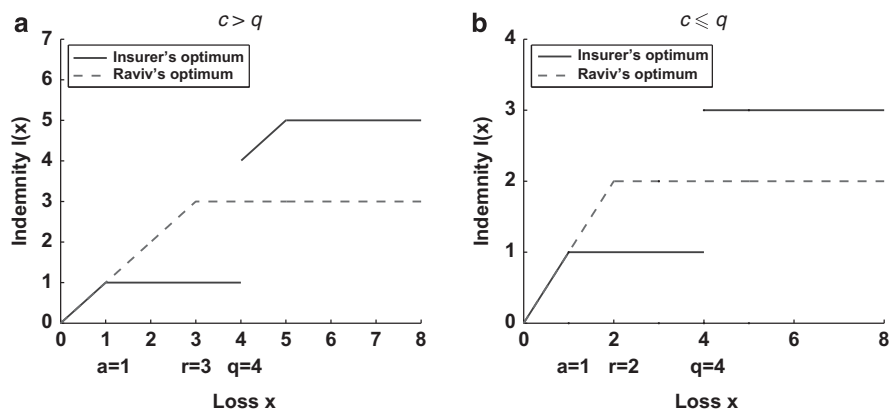 a
c > q
7
6
5
4
3
2
1
0
Indemnity I(x)
Insurer's optimum
Raviv's optimum
0 1 2 3 4 5 6 7 8
a=1 r=3 q=4
Loss x
b
c ⩽ q
4
3
2
1
0
Indemnity I(x)
Insurer's optimum
Raviv's optimum
0 2 4 6 8
a=1 r=2 q=4
Loss x